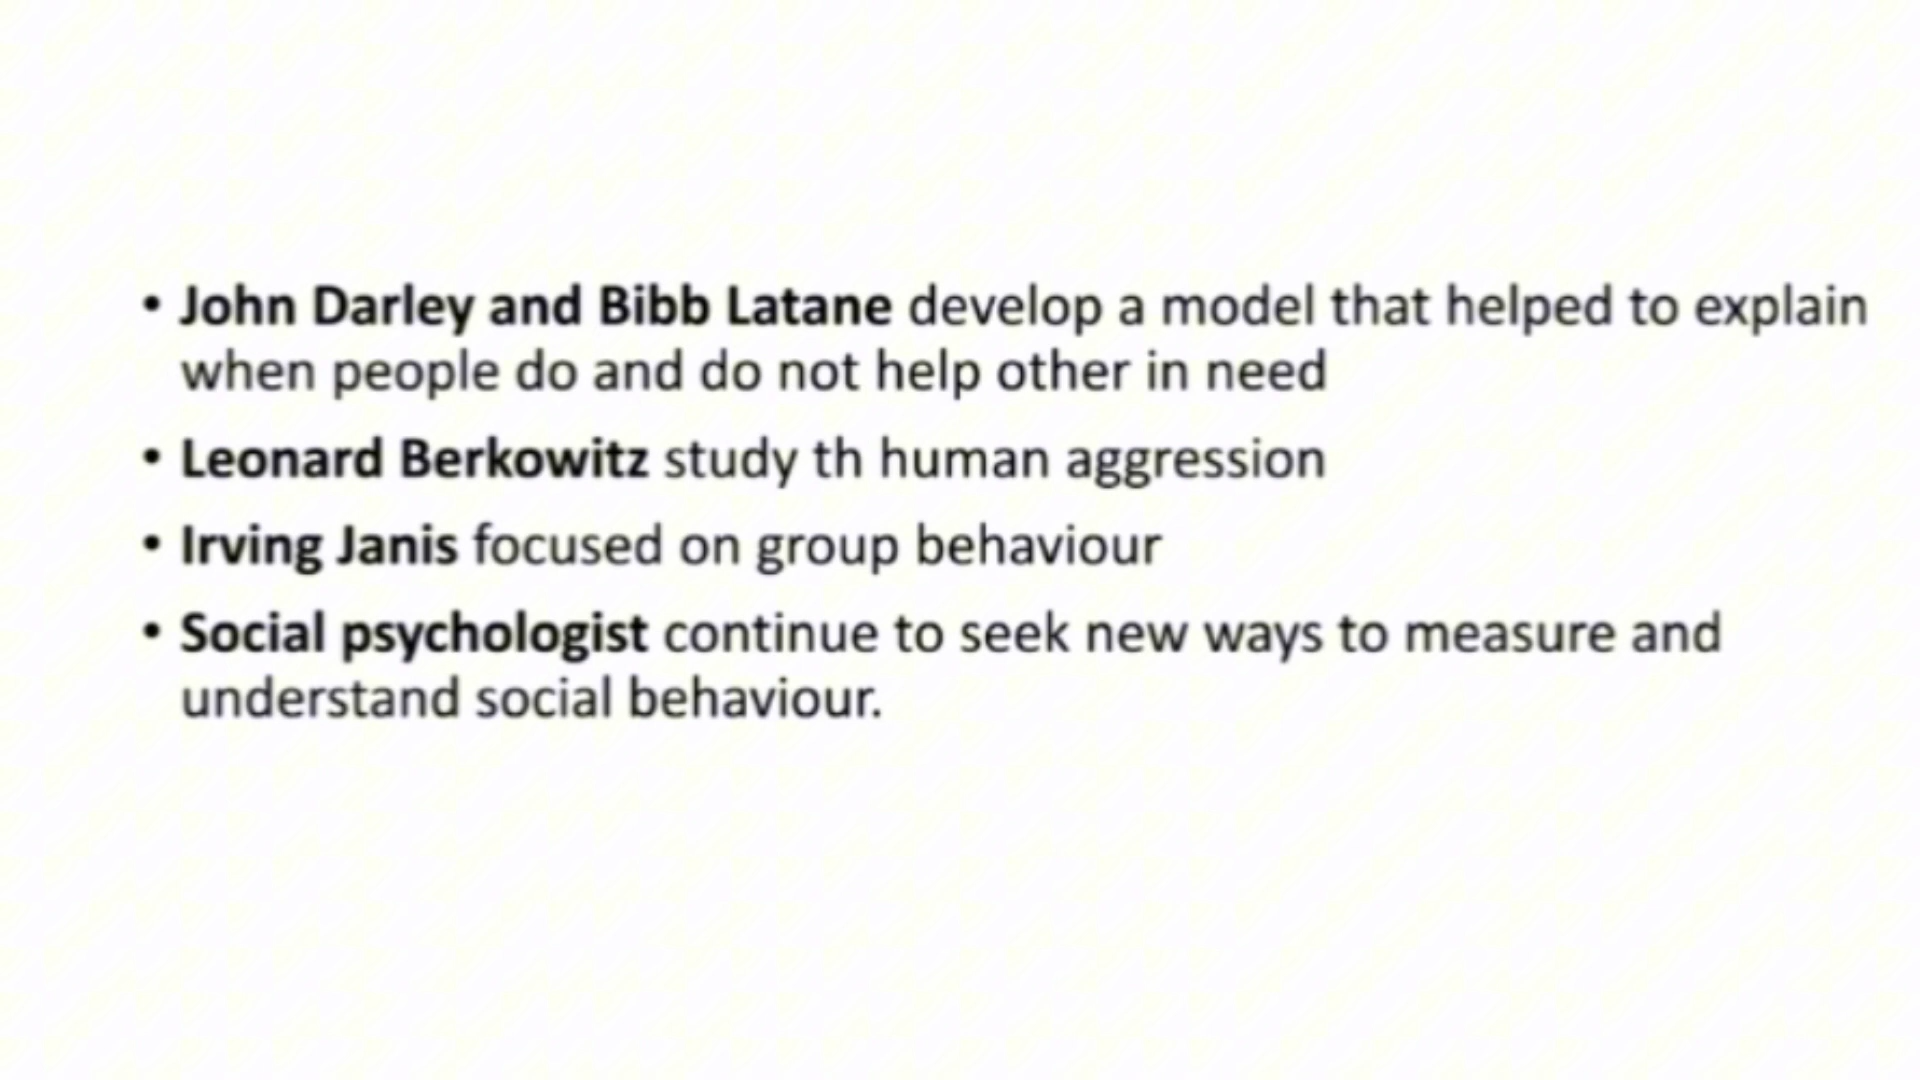 • John Darley and Bibb Latane develop a model that helped to explain
when people do and do not help other in need
• Leonard Berkowitz study th human aggression
• Irving Janis focused on group behaviour
• Social psychologist continue to seek new ways to measure and
understand social behaviour.